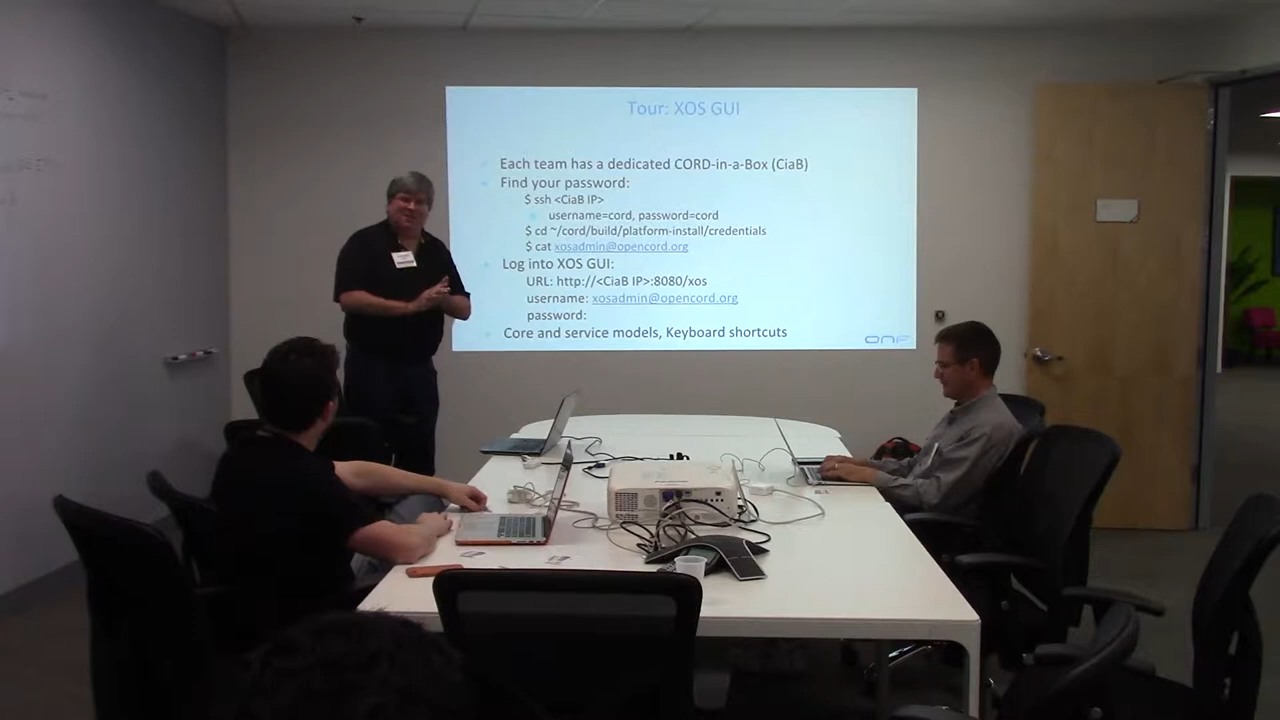 Tour: XOS GUI
Each team has a dedicated CORD-in-a-Box (CiaB)
Find your password:
$ ssh <CiaB IP>
username=cord, password=cord
$ cd ~/cord/build/platform-install/credentials
$ cat xosadmin@opencord.org
Log into XOS GUI:
URL: http://<CiaB IP>:8080/xos
username: xosadmin@opencord.org
password:
Core and service models, Keyboard shortcuts
ONF